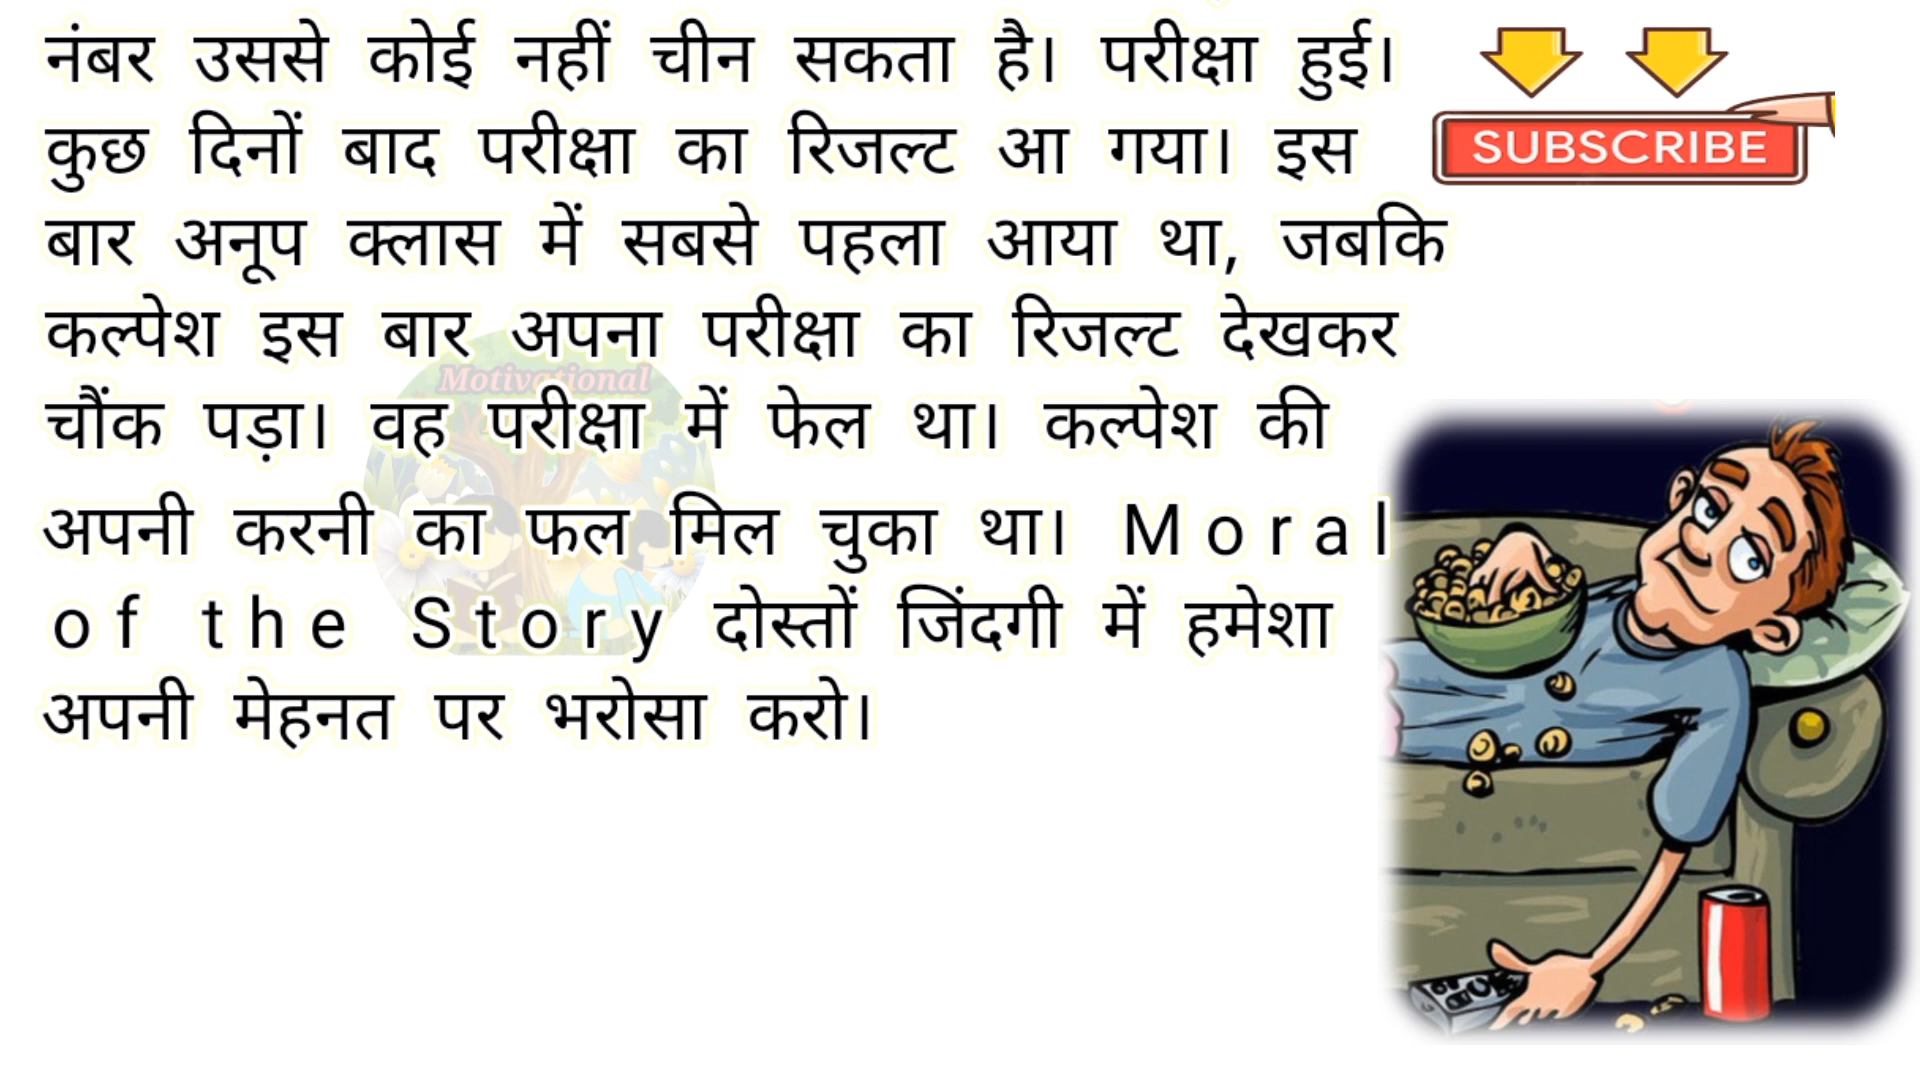 नंबर उससे कोई नहीं चीन सकता है। परीक्षा हुई।
कुछ दिनों बाद परीक्षा का रिजल्ट आ गया। इस
बार अनूप क्लास में सबसे पहला आया था, जबकि
कल्पेश इस बार अपना परीक्षा का रिजल्ट देखकर
चौंक पड़ा। वह परीक्षा में फेल था। कल्पेश की
अपनी करनी का फल मिल चुका था। Moral
of the Story दोस्तों जिंदगी में हमेशा
अपनी मेहनत पर भरोसा करो।
SUBSCRIBE
Motivational